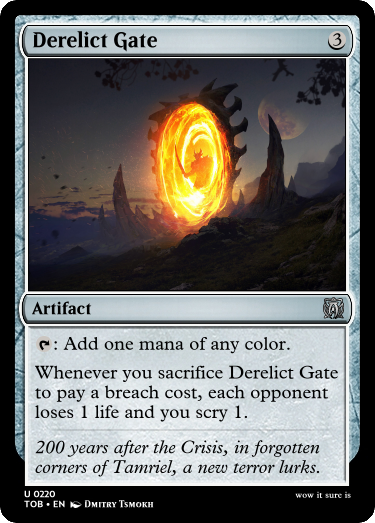 Derelict Gate 3
Artifact
: Add one mana of any color.
Whenever you sacrifice Derelict Gate
to pay a breach cost, each opponent
loses 1 life and you scry 1.
200 years after the Crisis, in forgotten
corners of Tamriel, a new terror lurks.
U 0220
TOB • EN Dmitry Tsmokh
wow it sure is